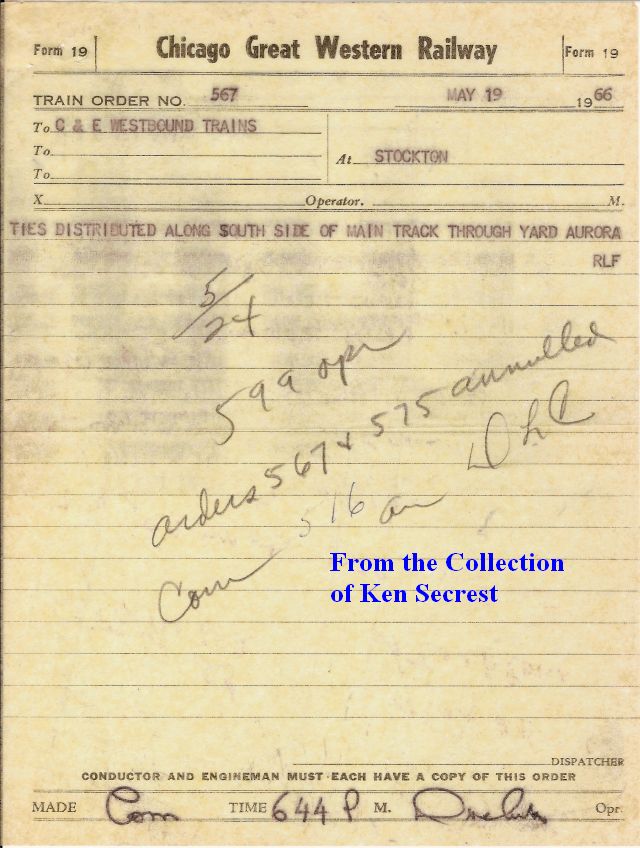 Form 19 Chicago Great Western Railway Form 19
TRAIN ORDER NO. 567 MAY 19 1966
To C & E WESTBOUND TRAINS
To
To
At STOCKTON
X Operator. M.
TIES DISTRIBUTED ALONG SOUTH SIDE OF MAIN TRACK THROUGH YARD AURORA
RLF
5/24
599 opr
orders 567 & 575 annulled
Com 516 am
From the Collection
of Ken Secrest
DISPATCHER
CONDUCTOR AND ENGINEMAN MUST EACH HAVE A COPY OF THIS ORDER
MADE Com TIME 644 P M. Opr.